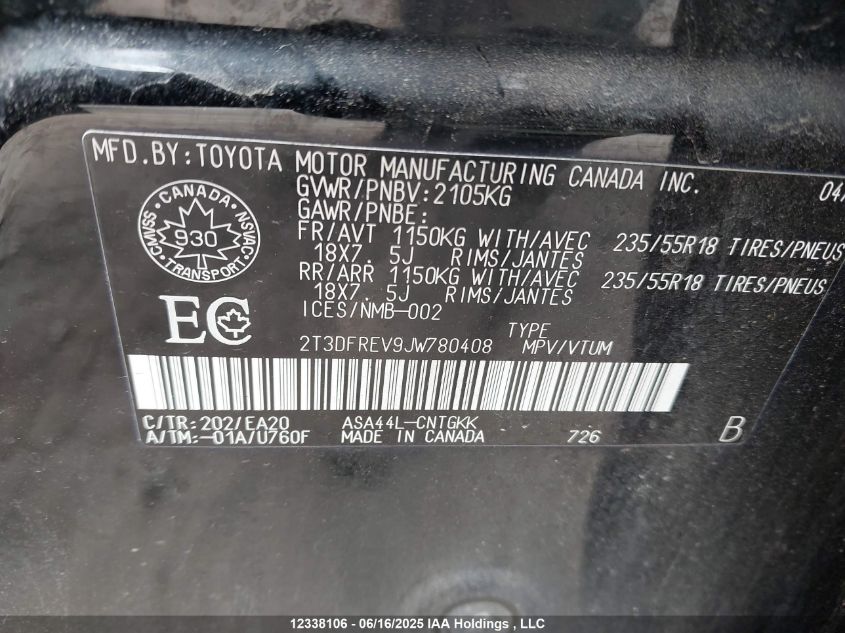 MFD.BY:TOYOTA MOTOR MANUFACTURING CANADA INC. 04/
GVWR/PNBV:2105KG
GAWR/PNBE:
FR/AVT 1150KG WITH/AVEC 235/55R18 TIRES/PNEUS
18X7.5J RIMS/JANTES
RR/ARR 1150KG WITH/AVEC 235/55R18 TIRES/PNEUS
18X7.5J RIMS/JANTES
ICES/NMB-002
CANADA
CMVSS NSVAC
930
TRANSPORT
EC
2T3DFREV9JW780408 TYPE MPV/VTUM
C/TR:202/EA20 ASA44L-CNTGKK
A/TM:-01A/U760F MADE IN CANADA 726 B
12338106 - 06/16/2025 IAA Holdings , LLC